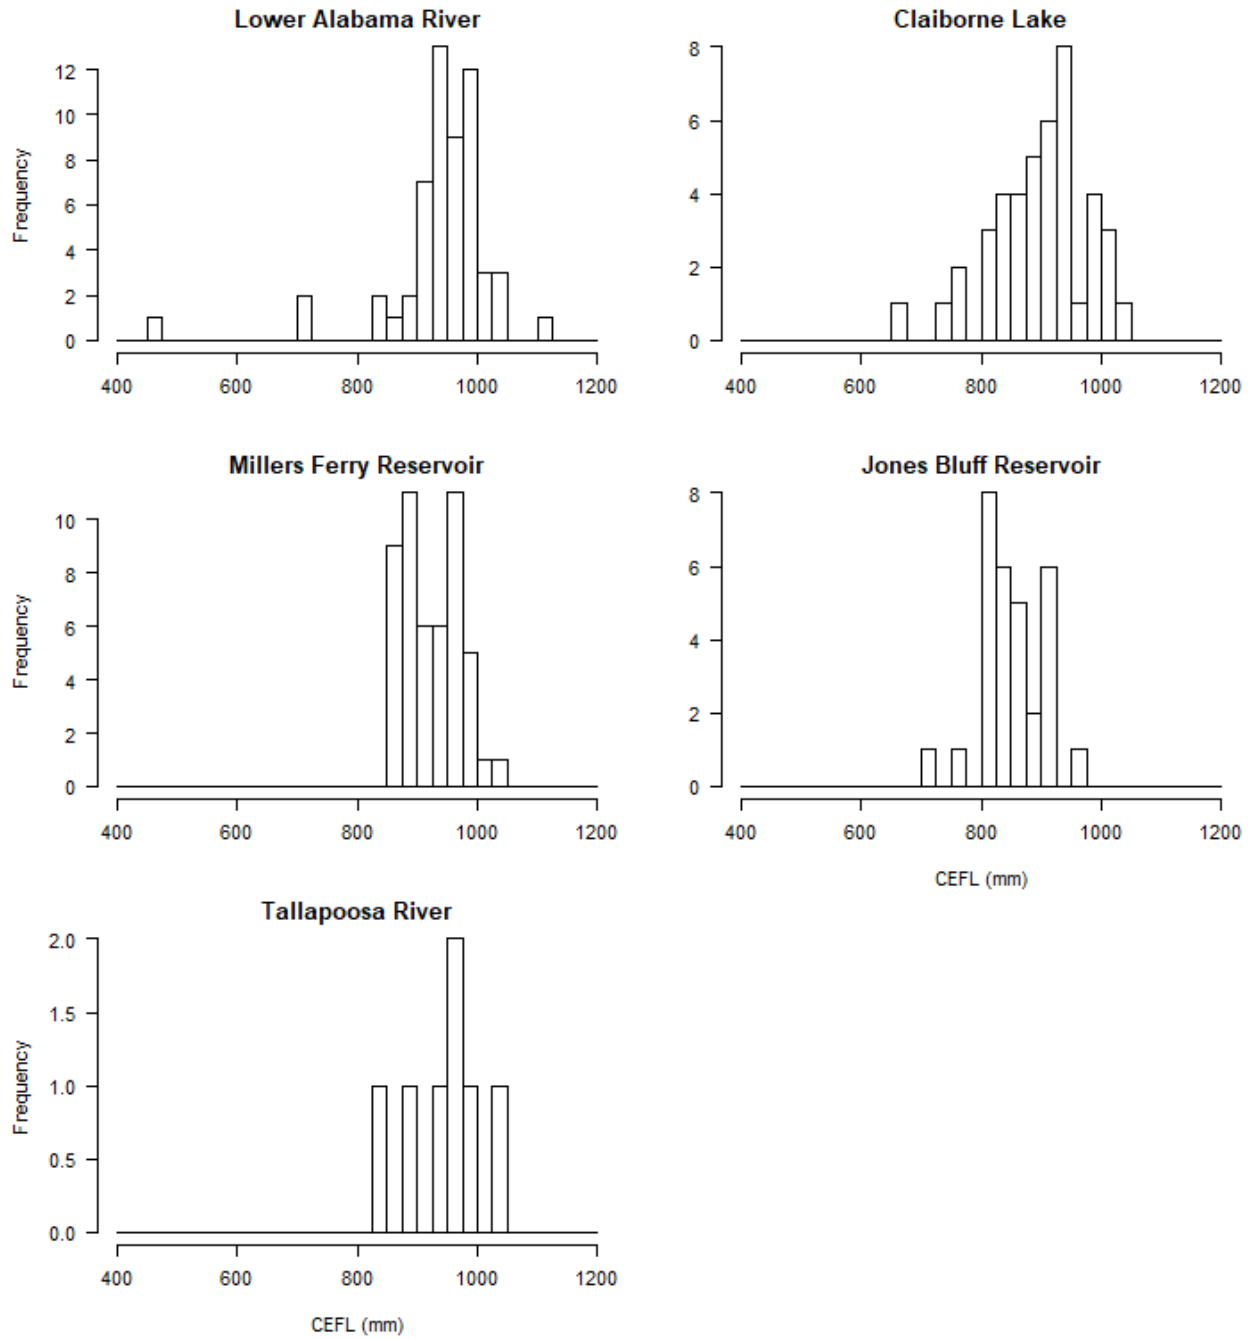 Lower Alabama River
Frequency
12
10
8
6
4
2
0
400 600 800 1000 1200
Claiborne Lake
8
6
4
2
0
400 600 800 1000 1200
Millers Ferry Reservoir
Frequency
10
8
6
4
2
0
400 600 800 1000 1200
Jones Bluff Reservoir
8
6
4
2
0
400 600 800 1000 1200
CEFL (mm)
Tallapoosa River
Frequency
2.0
1.5
1.0
0.5
0.0
400 600 800 1000 1200
CEFL (mm)